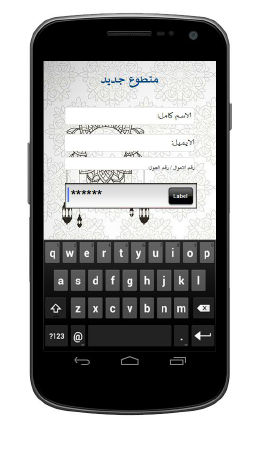 متطوع جديد
الاسم كامل:
الايميل:
رقم الجوال / رقم الجوال
******
Label
q w e r t y u i o p
a s d f g h j k l
z x c v b n m
?123 @ .